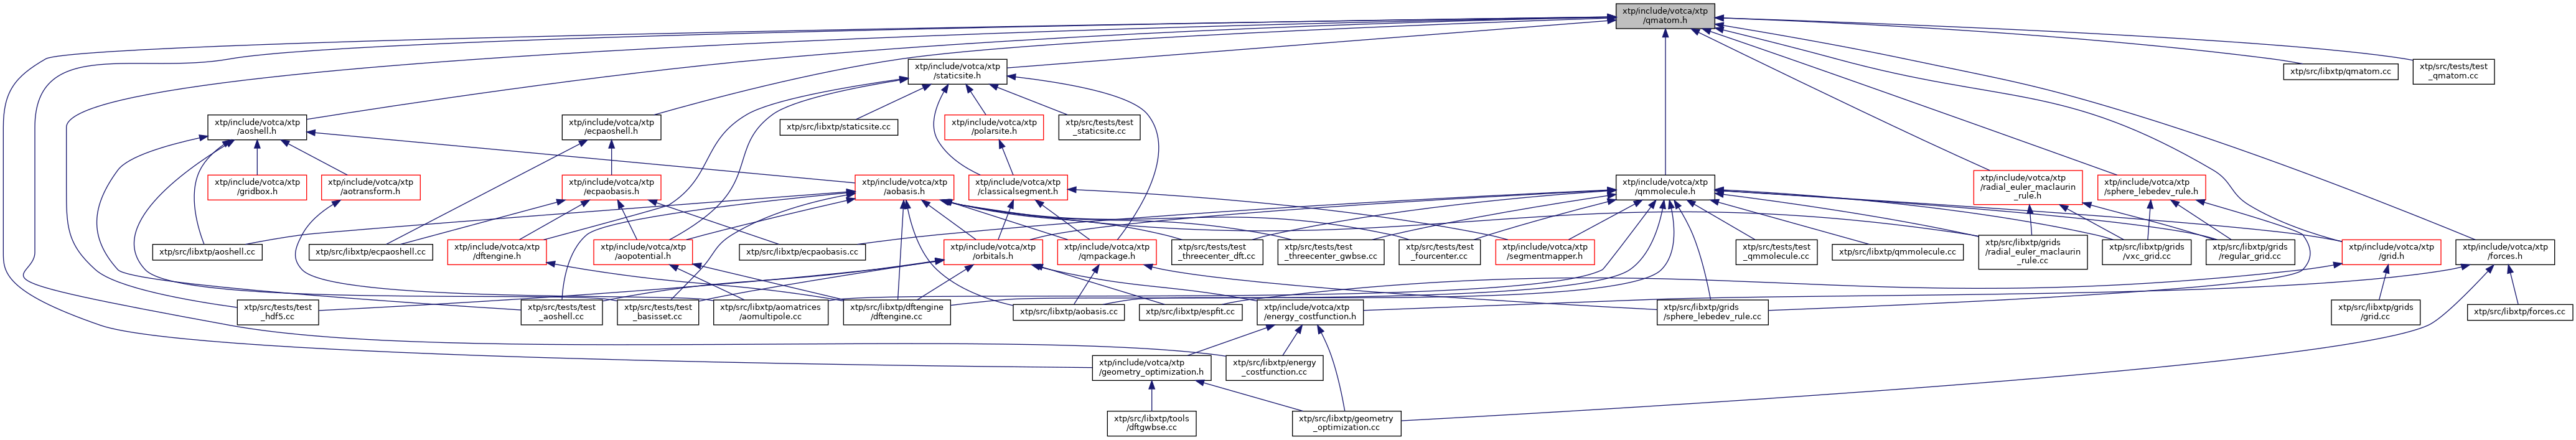 xtp/include/votca/xtp
/qmatom.h
xtp/include/votca/xtp
/staticsite.h
xtp/src/libxtp/qmatom.cc
xtp/src/tests/test
_qmatom.cc
xtp/include/votca/xtp
/aoshell.h
xtp/include/votca/xtp
/ecpaoshell.h
xtp/src/libxtp/staticsite.cc
xtp/include/votca/xtp
/polarsite.h
xtp/src/tests/test
_staticsite.cc
xtp/include/votca/xtp
/gridbox.h
xtp/include/votca/xtp
/aotransform.h
xtp/include/votca/xtp
/ecpaobasis.h
xtp/include/votca/xtp
/aobasis.h
xtp/include/votca/xtp
/classicalsegment.h
xtp/include/votca/xtp
/qmmolecule.h
xtp/include/votca/xtp
/radial_euler_maclaurin
_rule.h
xtp/include/votca/xtp
/sphere_lebedev_rule.h
xtp/src/libxtp/aoshell.cc
xtp/src/libxtp/ecpaoshell.cc
xtp/include/votca/xtp
/dftengine.h
xtp/include/votca/xtp
/aopotential.h
xtp/src/libxtp/ecpaobasis.cc
xtp/include/votca/xtp
/orbitals.h
xtp/include/votca/xtp
/qmpackage.h
xtp/src/tests/test
_threecenter_dft.cc
xtp/src/tests/test
_threecenter_gwbse.cc
xtp/src/tests/test
_fourcenter.cc
xtp/include/votca/xtp
/segmentmapper.h
xtp/src/tests/test
_qmmolecule.cc
xtp/src/libxtp/qmmolecule.cc
xtp/src/libxtp/grids
/radial_euler_maclaurin
_rule.cc
xtp/src/libxtp/grids
/vxc_grid.cc
xtp/src/libxtp/grids
/regular_grid.cc
xtp/include/votca/xtp
/grid.h
xtp/include/votca/xtp
/forces.h
xtp/src/tests/test
_hdf5.cc
xtp/src/tests/test
_aoshell.cc
xtp/src/tests/test
_basisset.cc
xtp/src/libxtp/aomatrices
/aomultipole.cc
xtp/src/libxtp/dftengine
/dftengine.cc
xtp/src/libxtp/aobasis.cc
xtp/src/libxtp/espfit.cc
xtp/include/votca/xtp
/energy_costfunction.h
xtp/src/libxtp/grids
/sphere_lebedev_rule.cc
xtp/src/libxtp/grids
/grid.cc
xtp/src/libxtp/forces.cc
xtp/include/votca/xtp
/geometry_optimization.h
xtp/src/libxtp/energy
_costfunction.cc
xtp/src/libxtp/tools
/dftgwbse.cc
xtp/src/libxtp/geometry
_optimization.cc